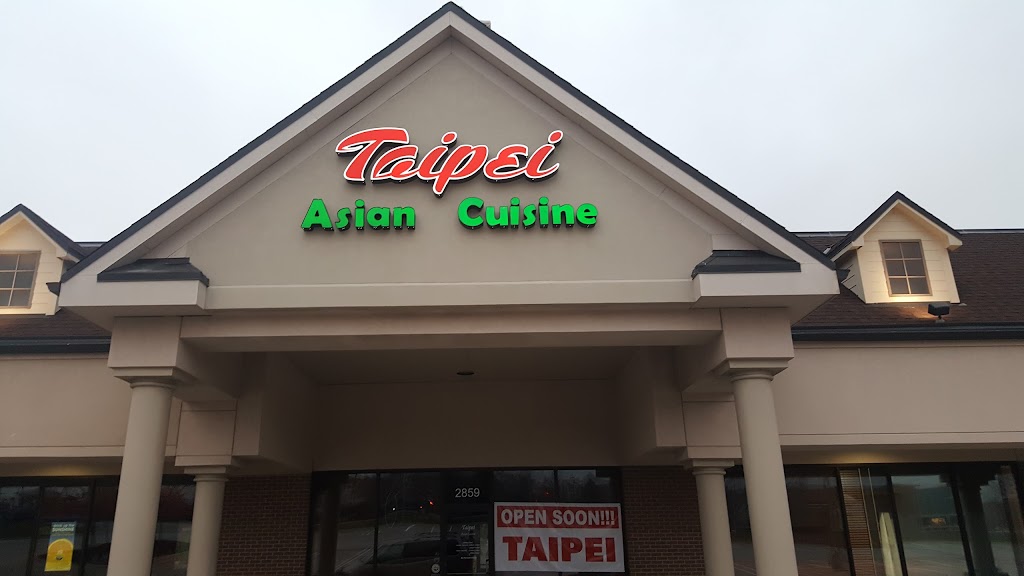 Taipei
Asian Cuisine
2859
OPEN SOON!!!
TAIPEI